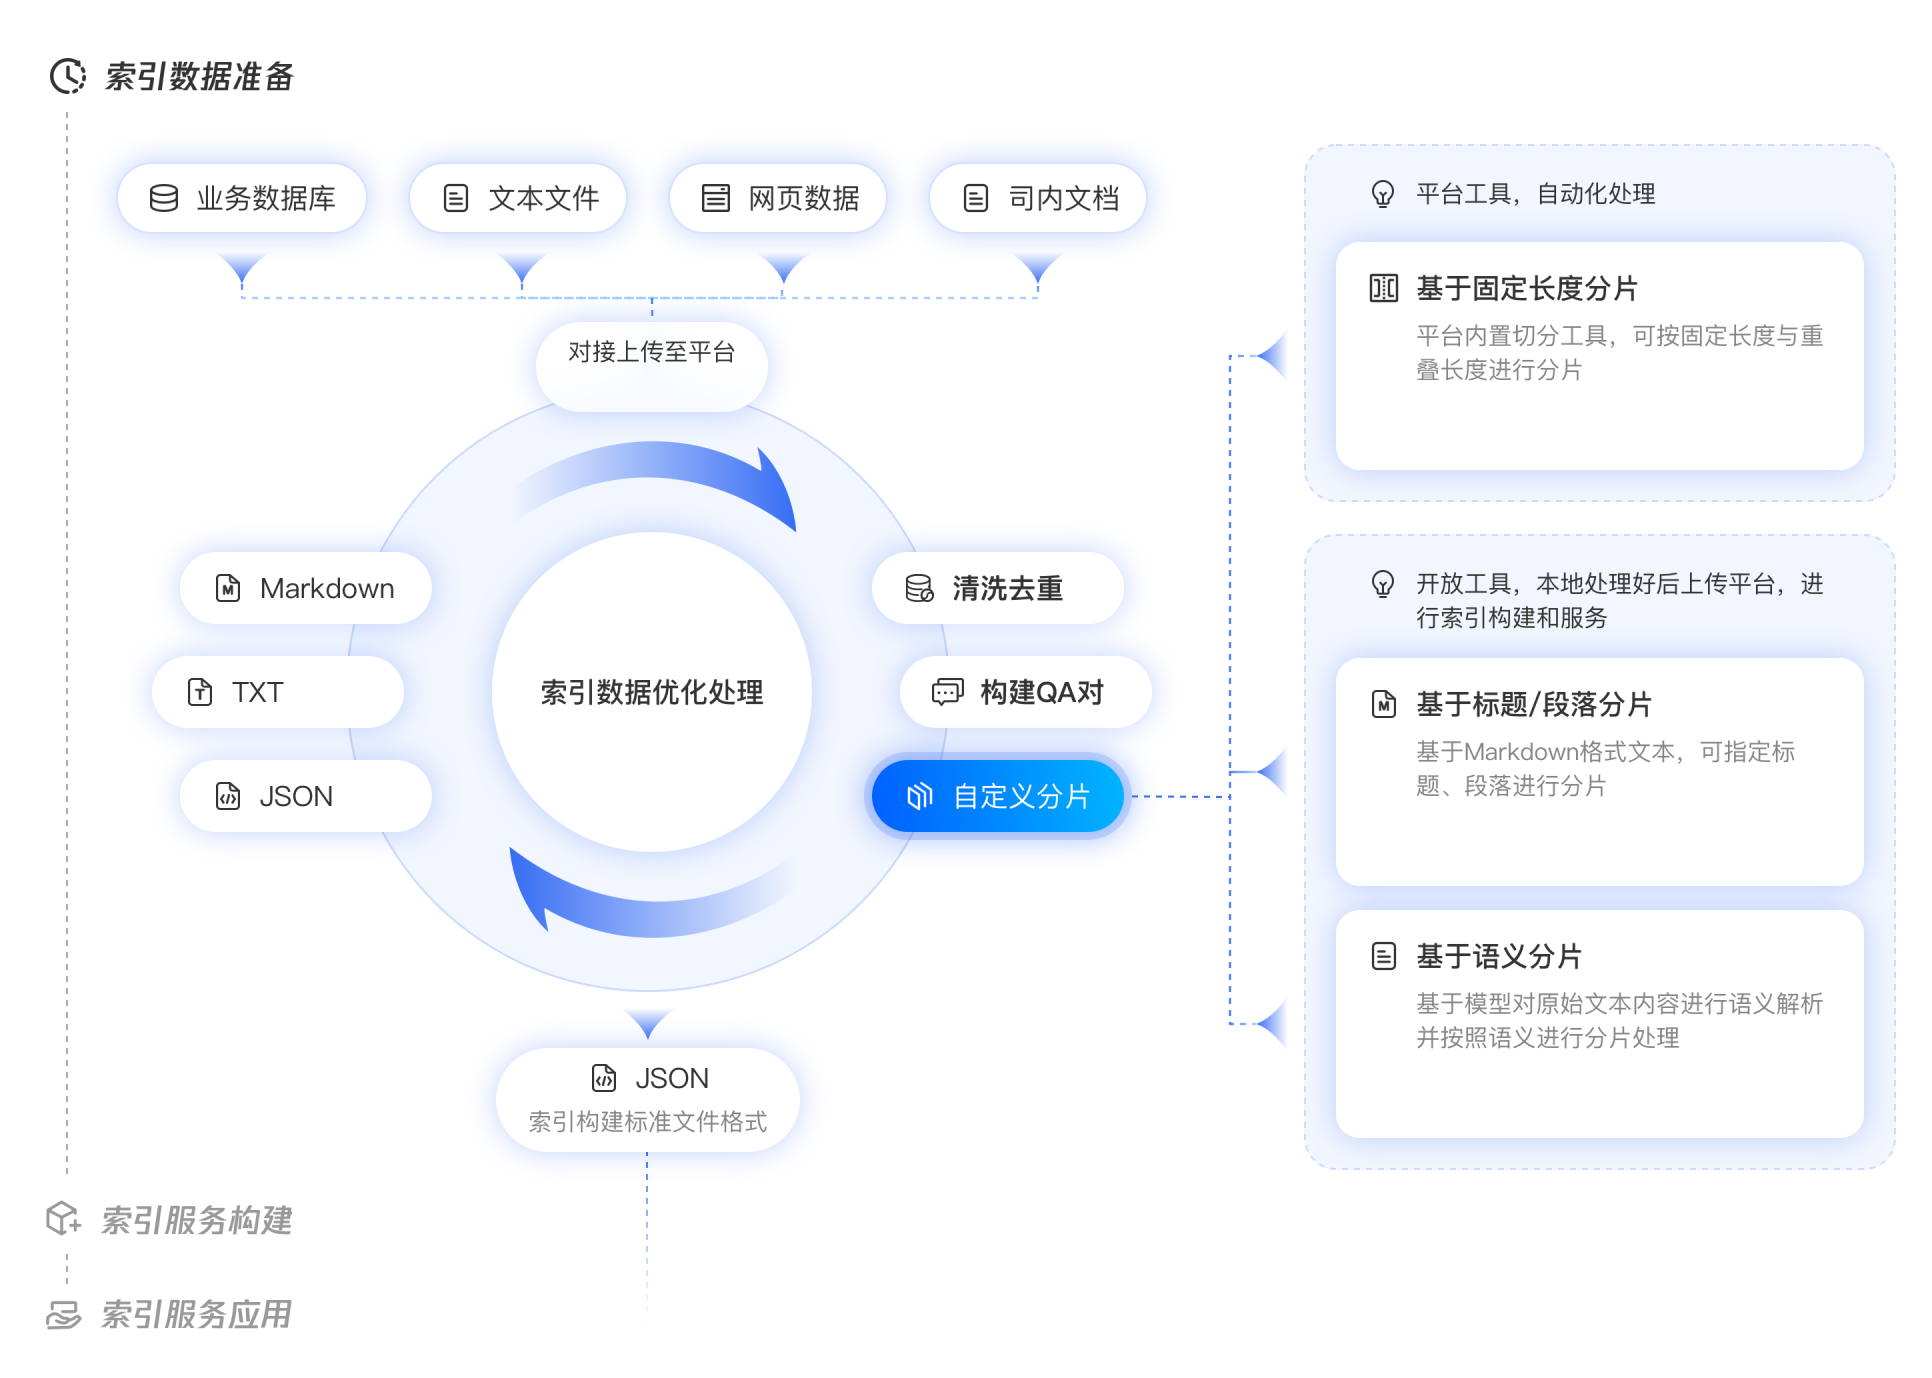 索引数据准备
业务数据库
文本文件
网页数据
司内文档
对接上传至平台
Markdown
TXT
JSON
索引数据优化处理
清洗去重
构建QA对
自定义分片
JSON
索引构建标准文件格式
平台工具，自动化处理
基于固定长度分片
平台内置切分工具，可按固定长度与重
叠长度进行分片
开放工具，本地处理好后上传平台，进
行索引构建和服务
基于标题/段落分片
基于Markdown格式文本，可指定标
题、段落进行分片
基于语义分片
基于模型对原始文本内容进行语义解析
并按照语义进行分片处理
索引服务构建
索引服务应用